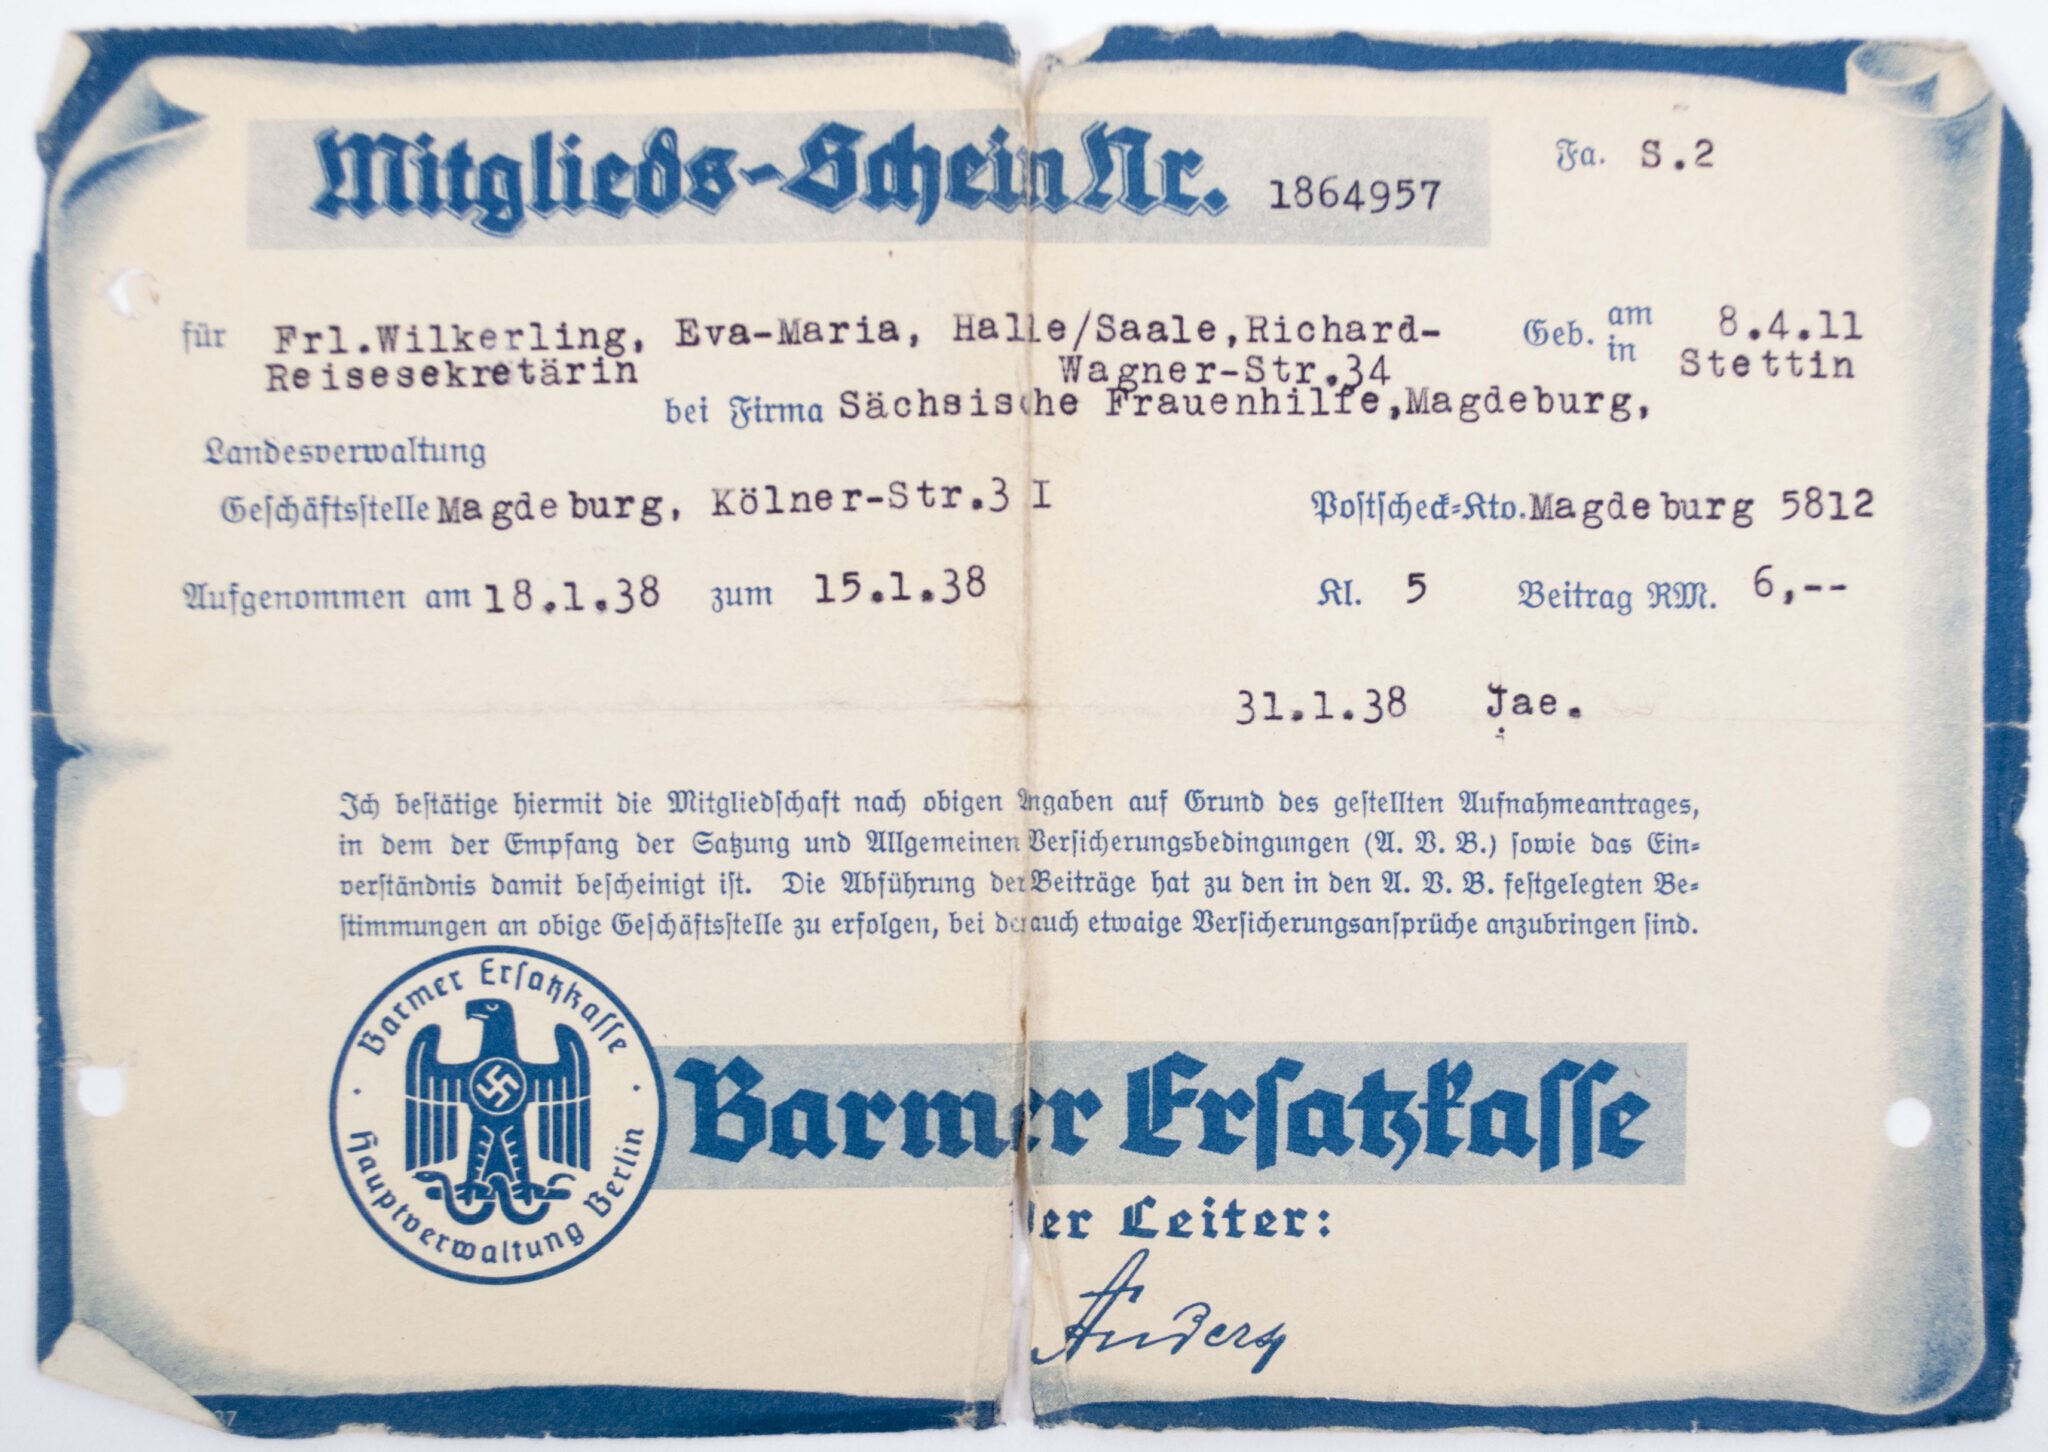 Mitglieds-Schein Nr. 1864957
Fa. S.2
für Frl.Wilkerling, Eva-Maria, Halle/Saale,Richard- Geb. am 8.4.11
Reisesekretärin Wagner-Str.34 in Stettin
bei Firma Sächsische Frauenhilfe,Magdeburg,
Landesverwaltung
Geschäftsstelle Magdeburg, Kölner-Str.3 I Postscheck-Kto. Magdeburg 5812
Aufgenommen am 18.1.38 zum 15.1.38 Kl. 5 Beitrag RM. 6,--
31.1.38 Jae.
Ich bestätige hiermit die Mitgliedschaft nach obigen Angaben auf Grund des gestellten Aufnahmeantrages,
in dem der Empfang der Satzung und Allgemeinen Versicherungsbedingungen (A. V. B.) sowie das Ein-
verständnis damit bescheinigt ist. Die Abführung der Beiträge hat zu den in den A. V. B. festgelegten Be-
stimmungen an obige Geschäftsstelle zu erfolgen, bei der auch etwaige Versicherungsansprüche anzubringen sind.
Barmer Ersatzkasse
Hauptverwaltung Berlin
Barmer Ersatzkasse
Der Leiter:
37